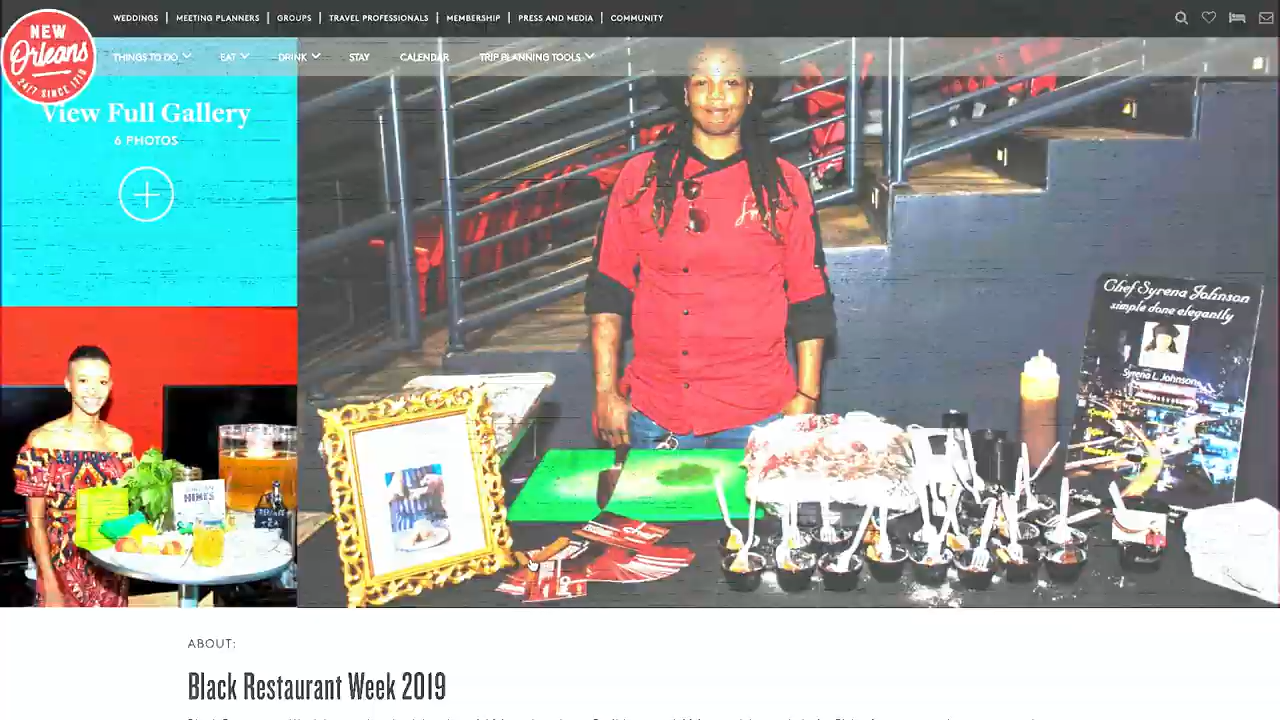 WEDDINGS | MEETING PLANNERS | GROUPS | TRAVEL PROFESSIONALS | MEMBERSHIP | PRESS AND MEDIA | COMMUNITY
NEW
Orleans
24/7 SINCE 1718
THINGS TO DO EAT DRINK STAY CALENDAR TRIP PLANNING TOOLS
View Full Gallery
6 PHOTOS
Chef Syrena Johnson
simple done elegantly
Syrena L. Johnson
HINES
ABOUT:
Black Restaurant Week 2019